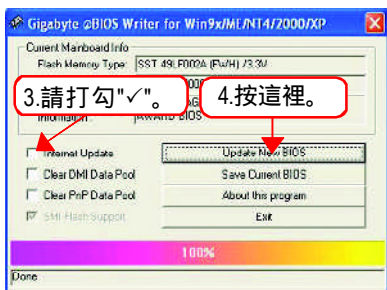 Gigabyte @BIOS Writer for Win9x/ME/NT4/2000/XP
Current Mainboard Info
Flash Memory Type: SST 49LF002A (FwH) /3.3V
3.請打勾"✓"。
4.按這裡。
Information : AWARD BIOS
Internal Update
Update New BIOS
Clear DMI Data Pool
Save Current BIOS
Clear PnP Data Pool
About this program
SMI Flash Support
Exit
100%
Done